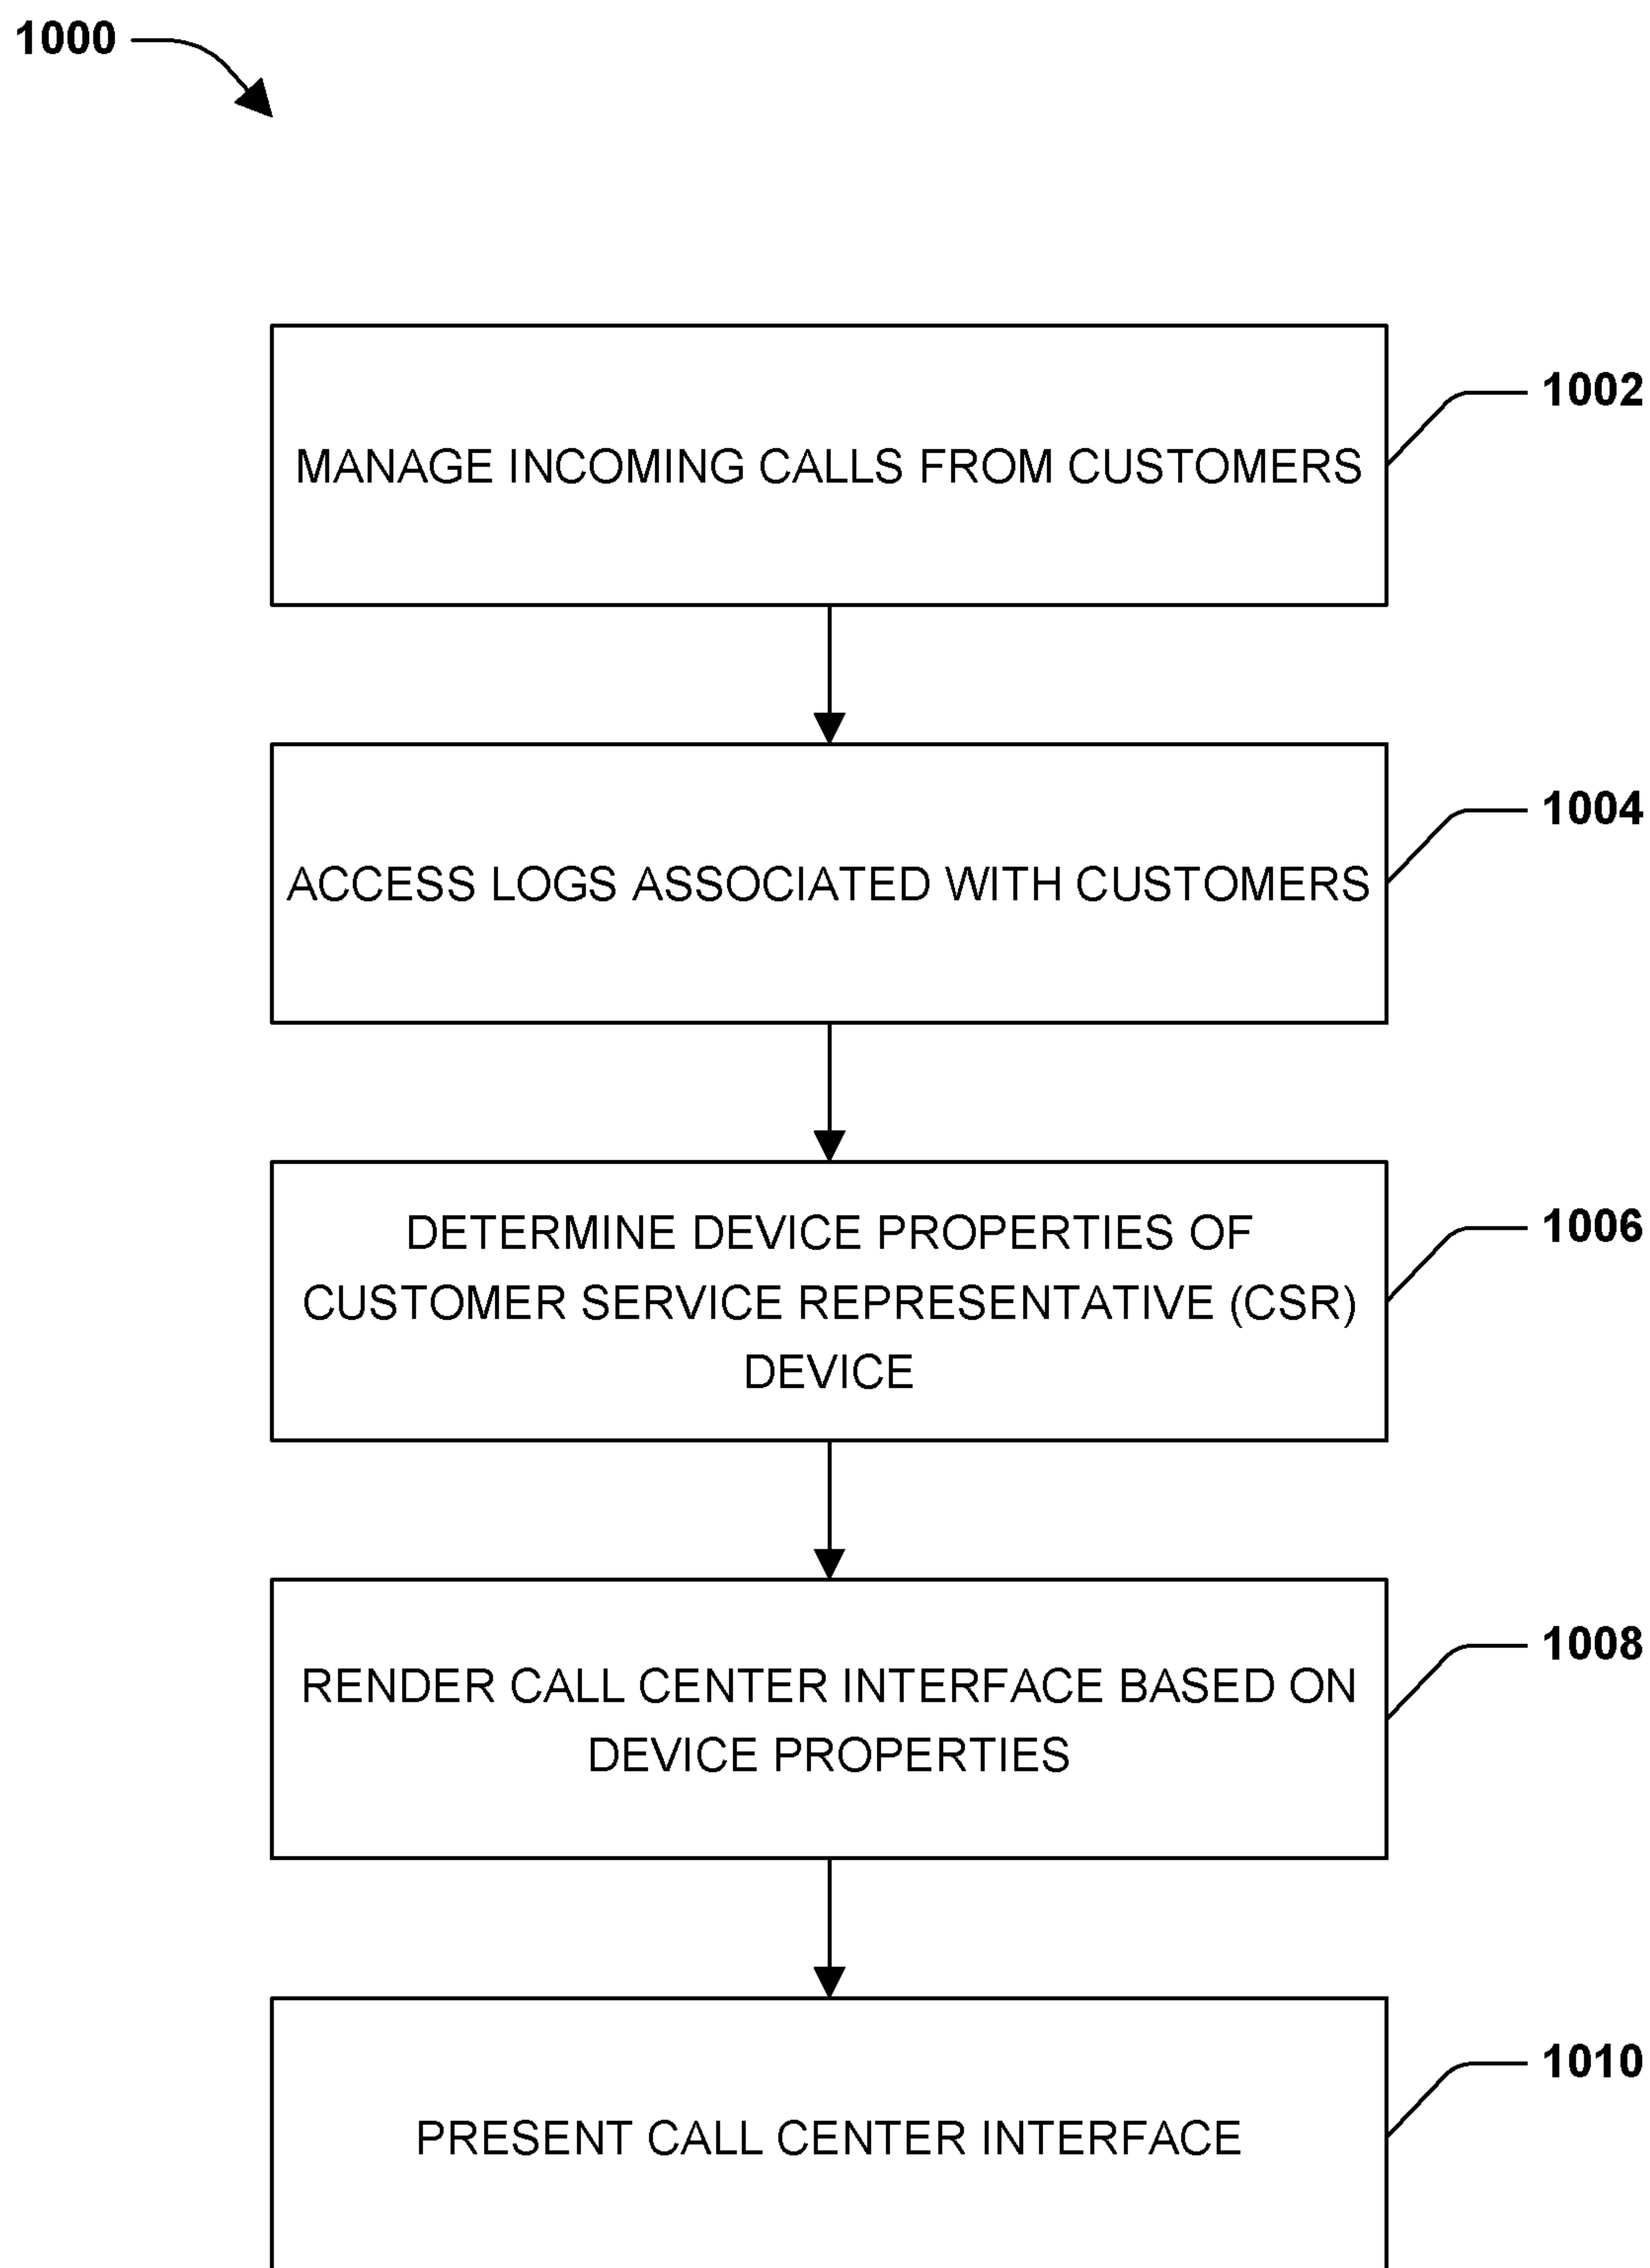 1000
1002
MANAGE INCOMING CALLS FROM CUSTOMERS
1004
ACCESS LOGS ASSOCIATED WITH CUSTOMERS
1006
DETERMINE DEVICE PROPERTIES OF
CUSTOMER SERVICE REPRESENTATIVE (CSR)
DEVICE
1008
RENDER CALL CENTER INTERFACE BASED ON
DEVICE PROPERTIES
1010
PRESENT CALL CENTER INTERFACE